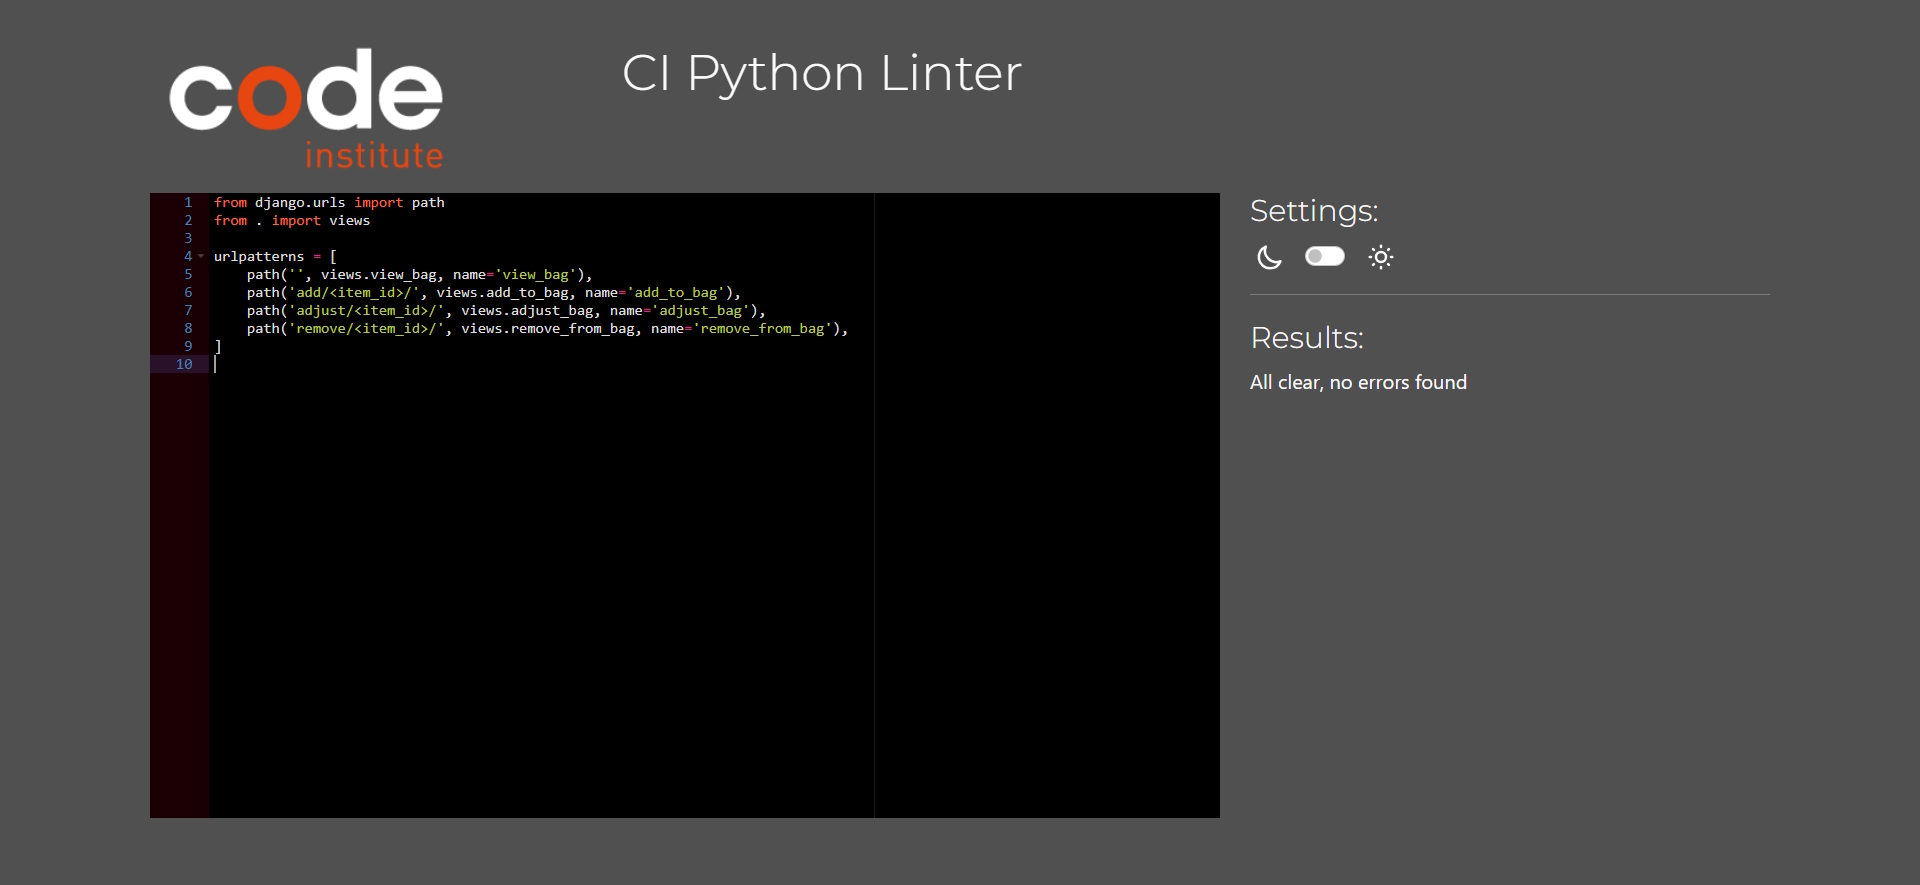 code
institute
CI Python Linter
1 from django.urls import path
2 from . import views
3
4 urlpatterns = [
5     path('', views.view_bag, name='view_bag'),
6     path('add/<item_id>/', views.add_to_bag, name='add_to_bag'),
7     path('adjust/<item_id>/', views.adjust_bag, name='adjust_bag'),
8     path('remove/<item_id>/', views.remove_from_bag, name='remove_from_bag'),
9 ]
10
Settings:
Results:
All clear, no errors found